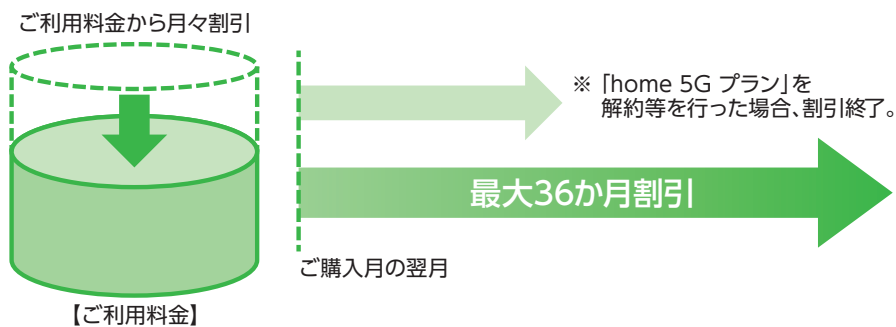 ご利用料金から月々割引
※「home 5G プラン」を
解約等を行った場合、割引終了。
最大36か月割引
ご購入月の翌月
【ご利用料金】